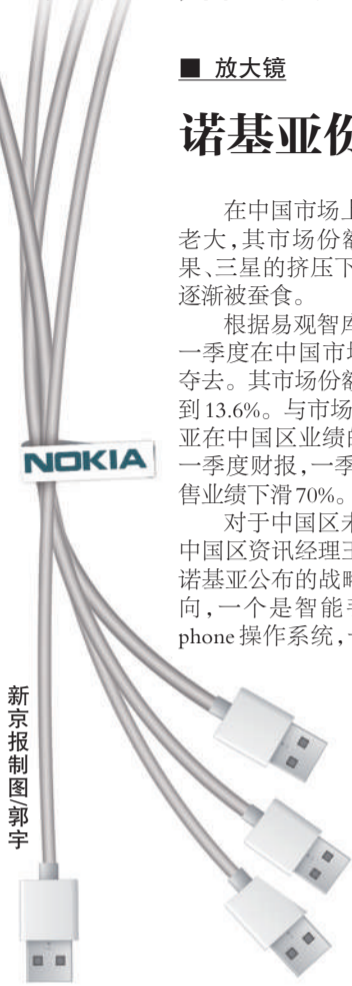 ■ 放大镜
诺基亚份
在中国市场上
老大,其市场份额
果、三星的挤压下
逐渐被蚕食。
根据易观智库
一季度在中国市场
夺去。其市场份额
到13.6%。与市场
亚在中国区业绩的
一季度财报,一季
售业绩下滑70%。
对于中国区未
中国区资讯经理王
诺基亚公布的战略
向,一个是智能手
phone操作系统,一
NOKIA
新京报制图/郭宇